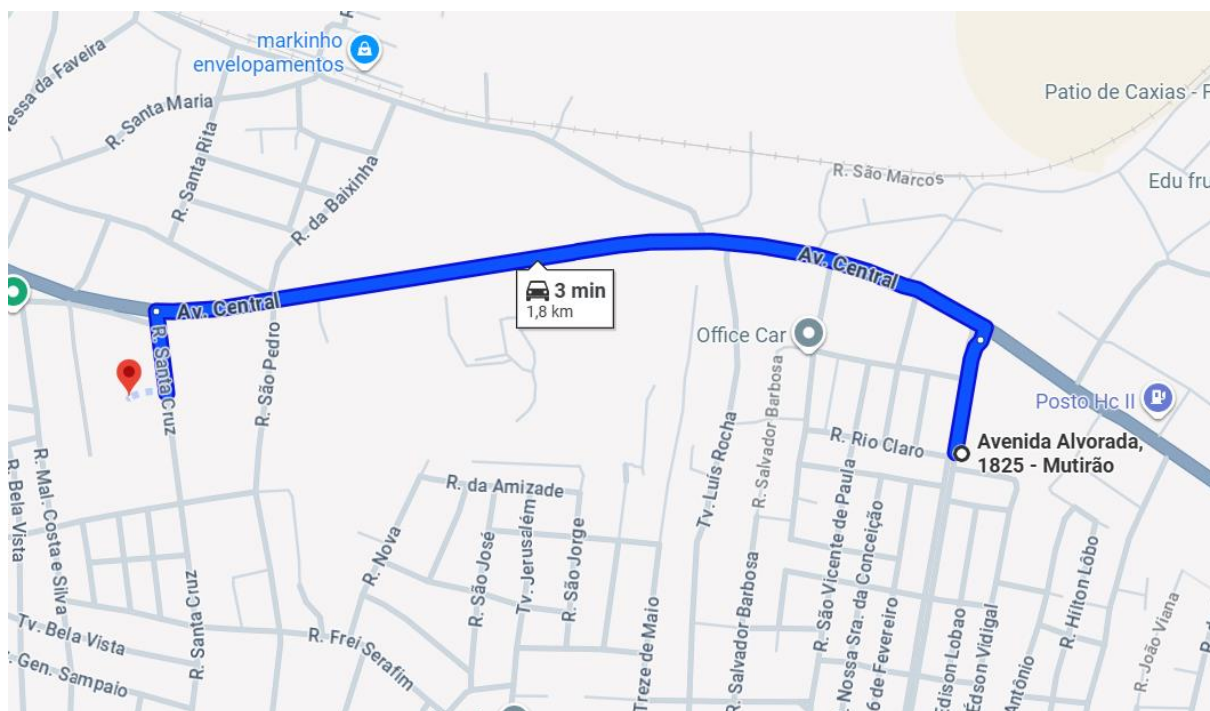 markinho
envelopamentos
Patio de Caxias - F
essa da Faveira
R. Santa Maria
R. Santa Rita
R. da Baixinha
R. São Marcos
Edu fru
Av. Central
Av. Central
3 min
1,8 km
R. Santa Cruz
R. São Pedro
Office Car
Posto Hc II
R. Salvador Barbosa
R. Rio Claro
Avenida Alvorada,
1825 - Mutirão
Tv. Luis Rocha
R. da Amizade
R. Bela Vista
R. Mal. Costa e Silva
R. Nova
R. São José
Tv. Jerusalém
R. São Jorge
R. São Vicente de Paula
R. Nossa Sra. da Conceição
6 de Fevereiro
R. Hilton Lôbo
R. Santa Cruz
Tv. Bela Vista
R. Frei Serafim
Treze de Maio
R. Salvador Barbosa
Edison Lobao
Édson Vidigal
Antônio
R. João Viana
Gen. Sampaio